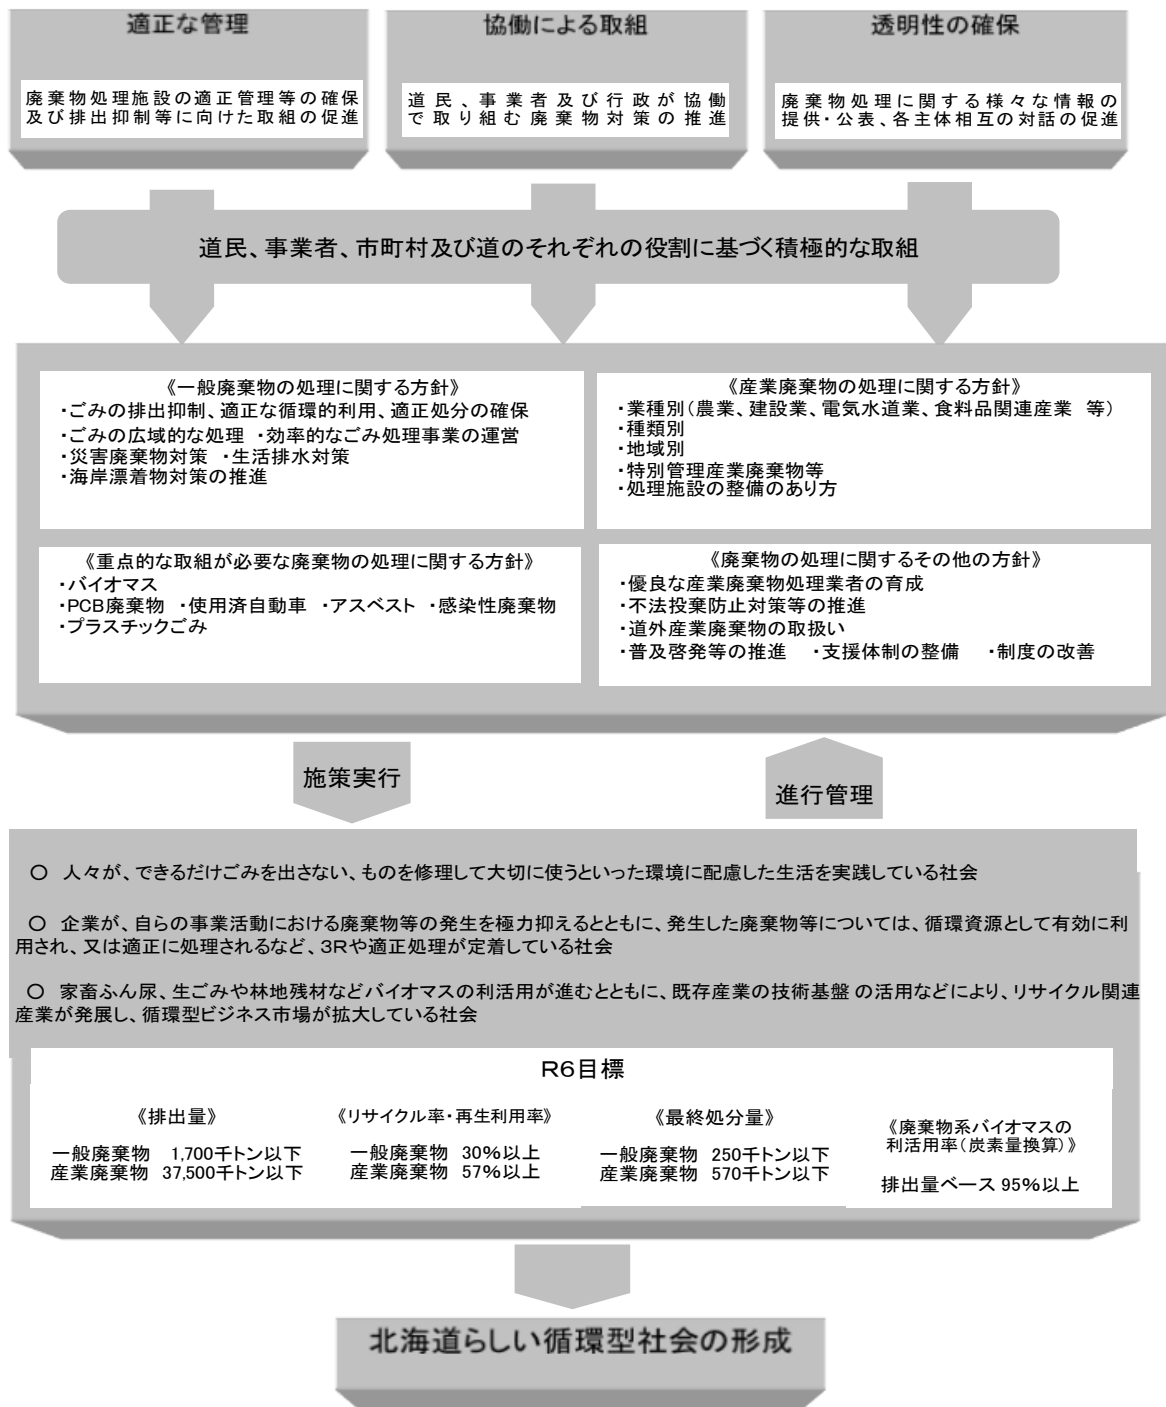 適正な管理
廃棄物処理施設の適正管理等の確保
及び排出抑制等に向けた取組の促進
協働による取組
道民、事業者及び行政が協働
で取り組む廃棄物対策の推進
透明性の確保
廃棄物処理に関する様々な情報の
提供・公表、各主体相互の対話の促進
道民、事業者、市町村及び道のそれぞれの役割に基づく積極的な取組
《一般廃棄物の処理に関する方針》
・ごみの排出抑制、適正な循環的利用、適正処分の確保
・ごみの広域的な処理 ・効率的なごみ処理事業の運営
・災害廃棄物対策 ・生活排水対策
・海岸漂着物対策の推進
《産業廃棄物の処理に関する方針》
・業種別(農業、建設業、電気水道業、食料品関連産業 等)
・種類別
・地域別
・特別管理産業廃棄物等
・処理施設の整備のあり方
《重点的な取組が必要な廃棄物の処理に関する方針》
・バイオマス
・PCB廃棄物 ・使用済自動車 ・アスベスト ・感染性廃棄物
・プラスチックごみ
《廃棄物の処理に関するその他の方針》
・優良な産業廃棄物処理業者の育成
・不法投棄防止対策等の推進
・道外産業廃棄物の取扱い
・普及啓発等の推進 ・支援体制の整備 ・制度の改善
施策実行
進行管理
○ 人々が、できるだけごみを出さない、ものを修理して大切に使うといった環境に配慮した生活を実践している社会
○ 企業が、自らの事業活動における廃棄物等の発生を極力抑えるとともに、発生した廃棄物等については、循環資源として有効に利
用され、又は適正に処理されるなど、3Rや適正処理が定着している社会
○ 家畜ふん尿、生ごみや林地残材などバイオマスの利活用が進むとともに、既存産業の技術基盤 の活用などにより、リサイクル関連
産業が発展し、循環型ビジネス市場が拡大している社会
R6目標
《排出量》
一般廃棄物 1,700千トン以下
産業廃棄物 37,500千トン以下
《リサイクル率・再生利用率》
一般廃棄物 30%以上
産業廃棄物 57%以上
《最終処分量》
一般廃棄物 250千トン以下
産業廃棄物 570千トン以下
《廃棄物系バイオマスの
利活用率(炭素量換算)》
排出量ベース 95%以上
北海道らしい循環型社会の形成